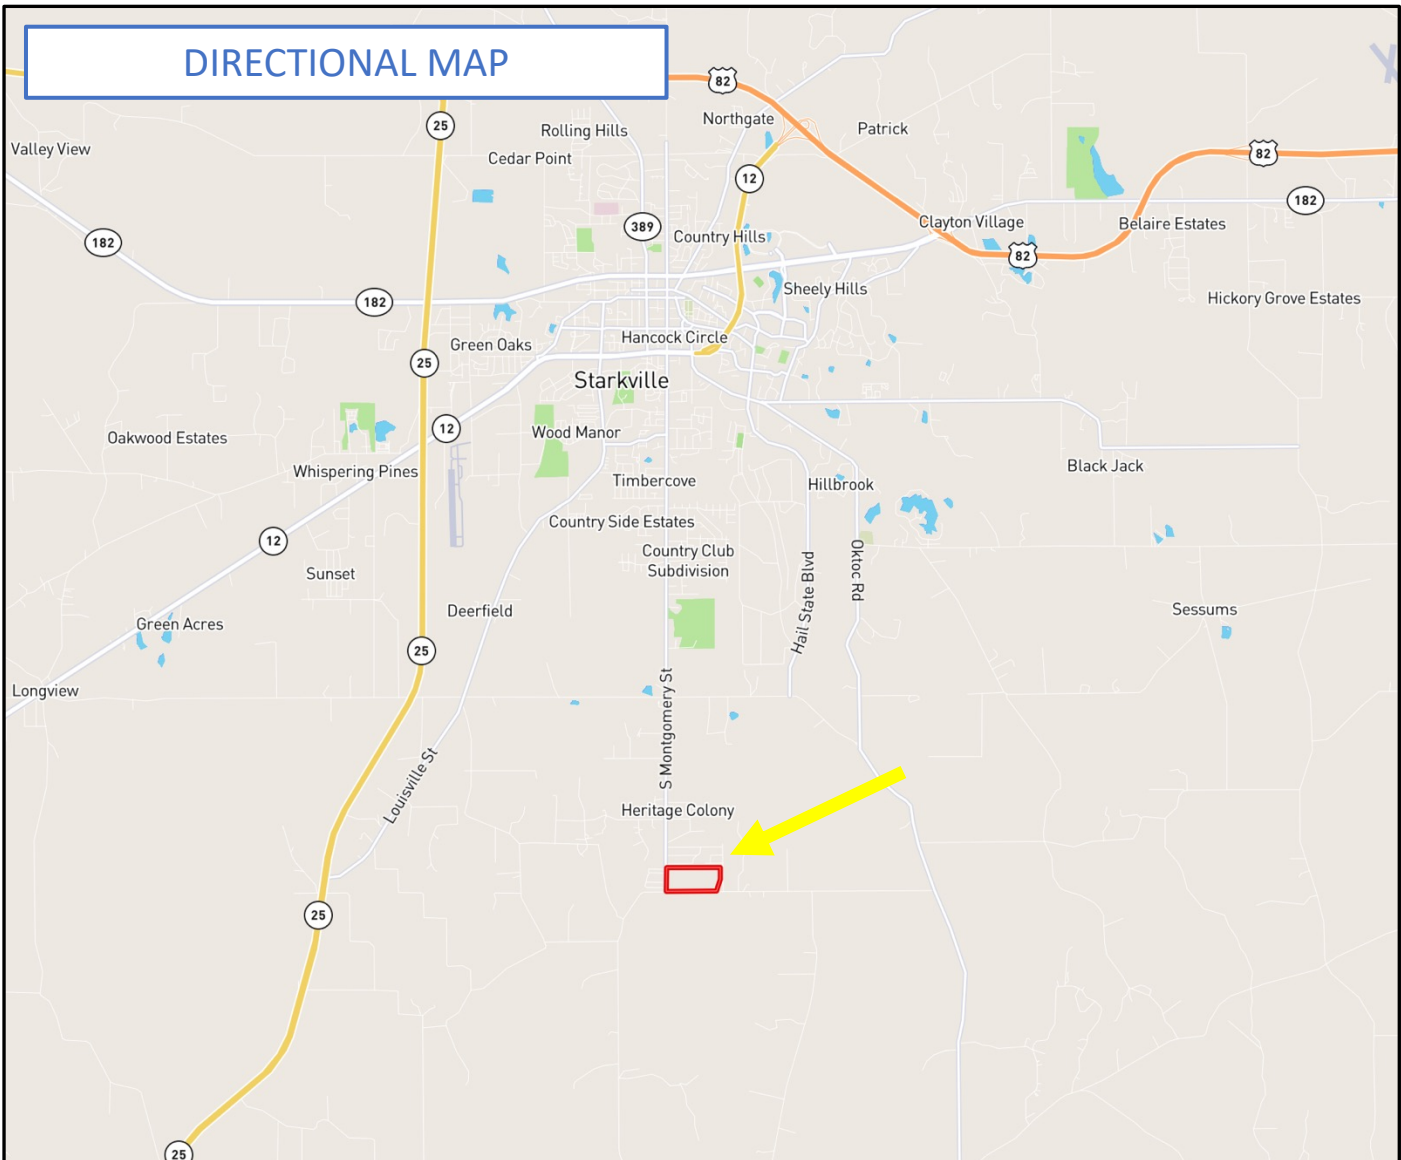 DIRECTIONAL MAP
82
Northgate
25
Rolling Hills
Patrick
Valley View
Cedar Point
82
12
182
389
Clayton Village
Belaire Estates
182
Country Hills
82
Sheely Hills
Hickory Grove Estates
182
Hancock Circle
Green Oaks
25
Starkville
12
Wood Manor
Oakwood Estates
Whispering Pines
Black Jack
Timbercove
Hillbrook
Country Side Estates
12
Country Club
Subdivision
Sunset
Oktoc Rd
Hail State Blvd
Deerfield
Sessums
Green Acres
25
Longview
S Montgomery St
Louisville St
Heritage Colony
25
25